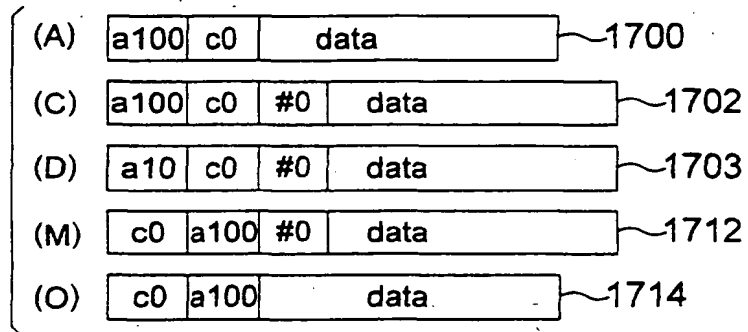 (A) a100 c0 data 1700
(C) a100 c0 #0 data 1702
(D) a10 c0 #0 data 1703
(M) c0 a100 #0 data 1712
(O) c0 a100 data 1714